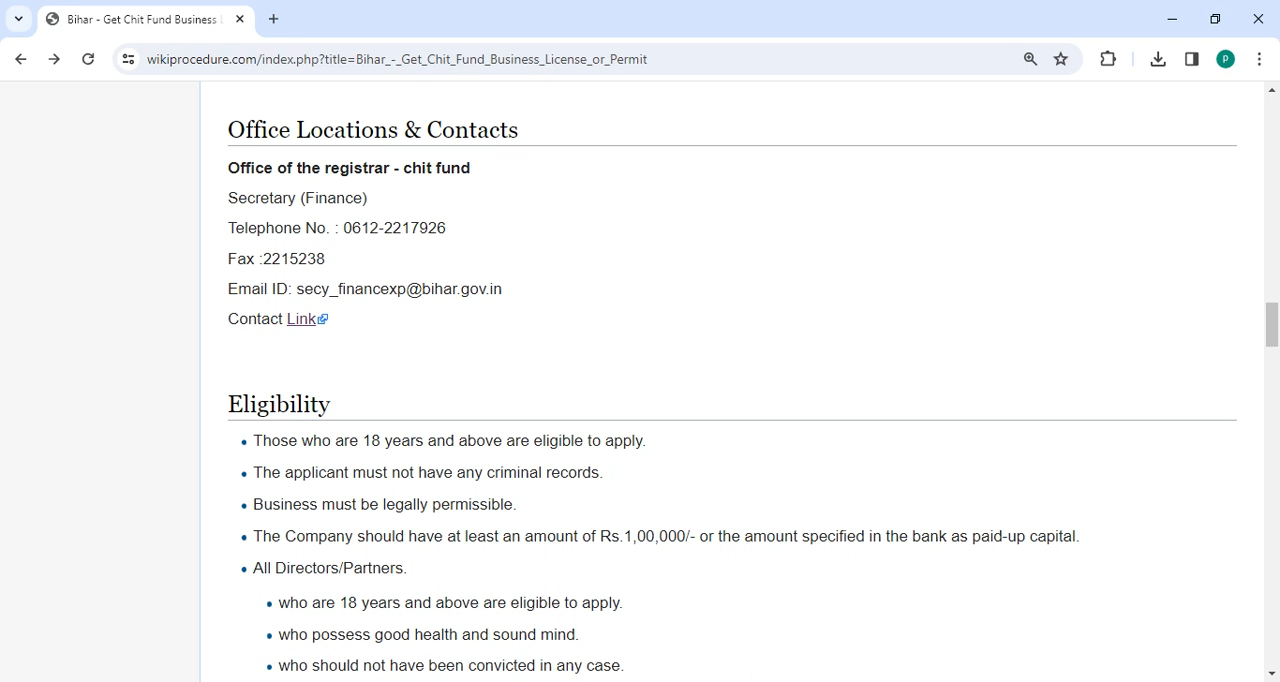 Bihar - Get Chit Fund Business
wikiprocedure.com/index.php?title=Bihar_-_Get_Chit_Fund_Business_License_or_Permit
P
Office Locations & Contacts
Office of the registrar - chit fund
Secretary (Finance)
Telephone No. : 0612-2217926
Fax :2215238
Email ID: secy_financexp@bihar.gov.in
Contact Link
Eligibility
Those who are 18 years and above are eligible to apply.
The applicant must not have any criminal records.
Business must be legally permissible.
The Company should have at least an amount of Rs.1,00,000/- or the amount specified in the bank as paid-up capital.
All Directors/Partners.
who are 18 years and above are eligible to apply.
who possess good health and sound mind.
who should not have been convicted in any case.